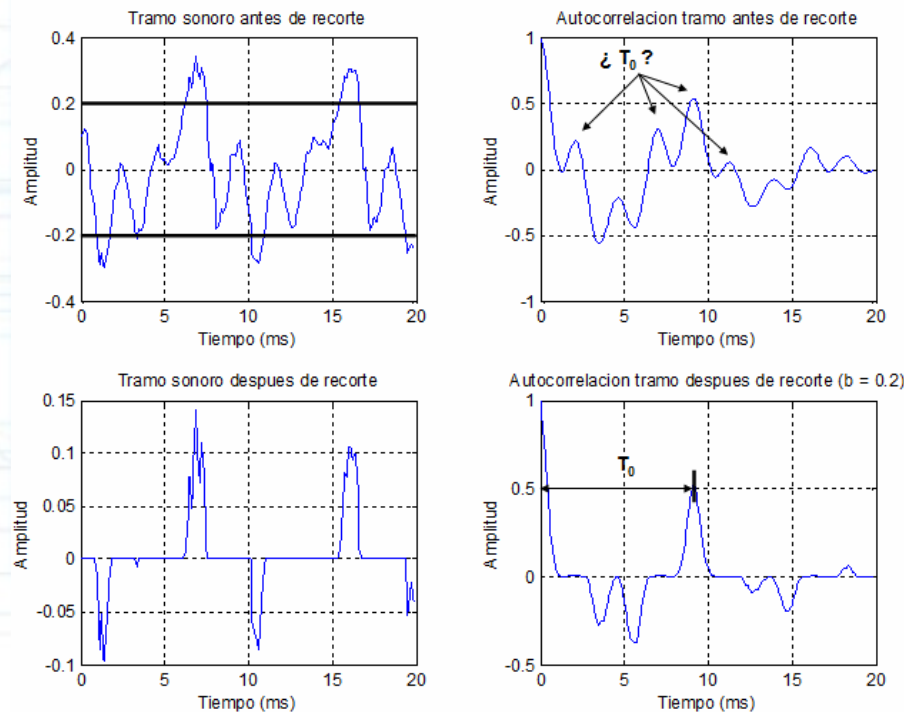 Tramo sonoro antes de recorte
0.4
0.2
0
-0.2
-0.4
Amplitud
0 5 10 15 20
Tiempo (ms)
Autocorrelacion tramo antes de recorte
¿ T0 ?
1
0.5
0
-0.5
-1
Amplitud
0 5 10 15 20
Tiempo (ms)
Tramo sonoro despues de recorte
0.15
0.1
0.05
0
-0.05
-0.1
Amplitud
0 5 10 15 20
Tiempo (ms)
Autocorrelacion tramo despues de recorte (b = 0.2)
T0
1
0.5
0
-0.5
Amplitud
0 5 10 15 20
Tiempo (ms)